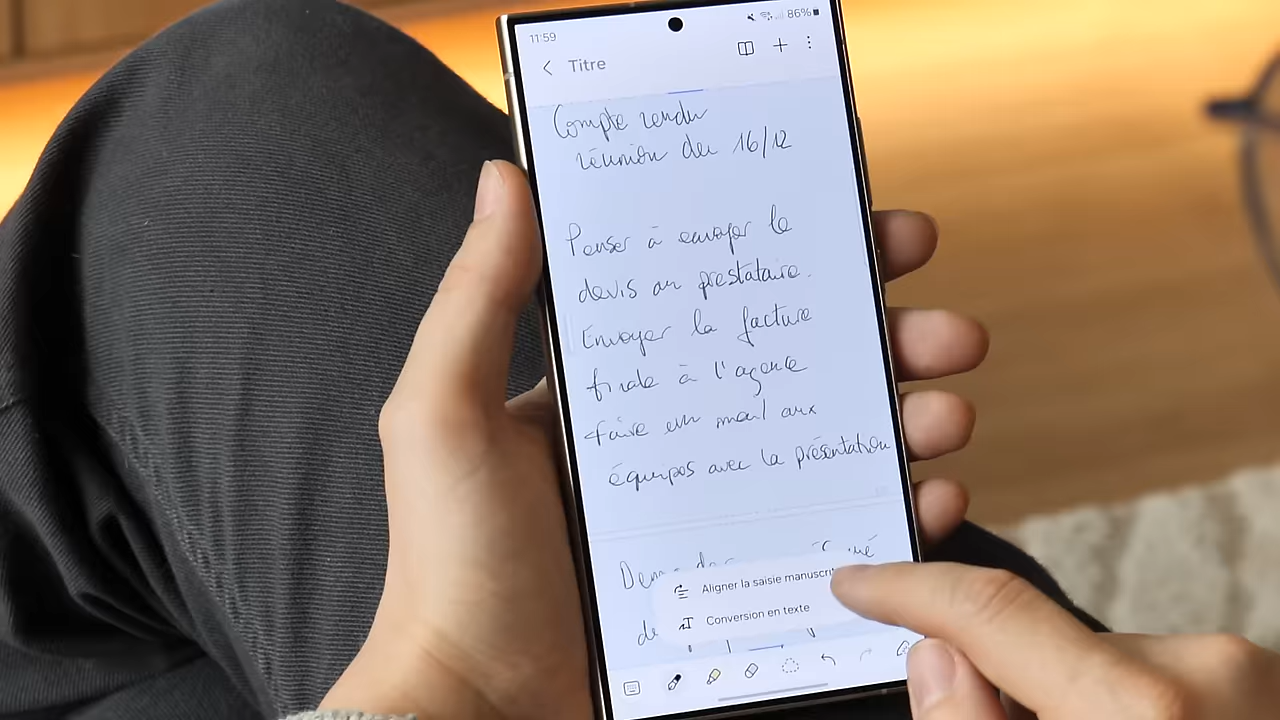 11:59
86%
Titre
Compte rendu
réunion du 16/12
Penser à envoyer le
devis au prestataire.
Envoyer la facture
finale à l'agence
faire un mail aux
équipes avec la présentation
Aligner la saisie manuscrit
Conversion en texte